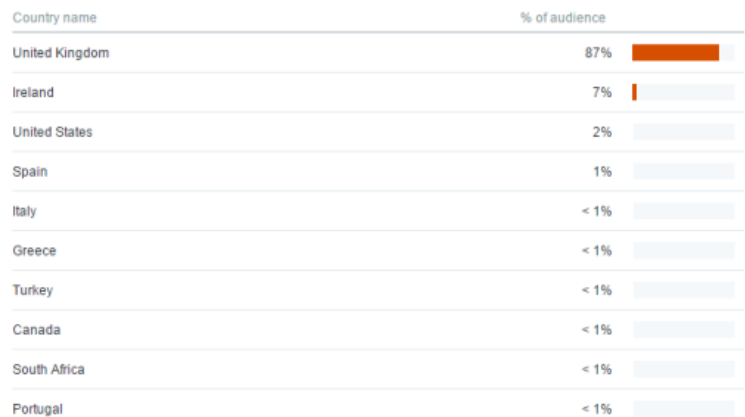 Country name % of audience
United Kingdom 87%
Ireland 7%
United States 2%
Spain 1%
Italy < 1%
Greece < 1%
Turkey < 1%
Canada < 1%
South Africa < 1%
Portugal < 1%